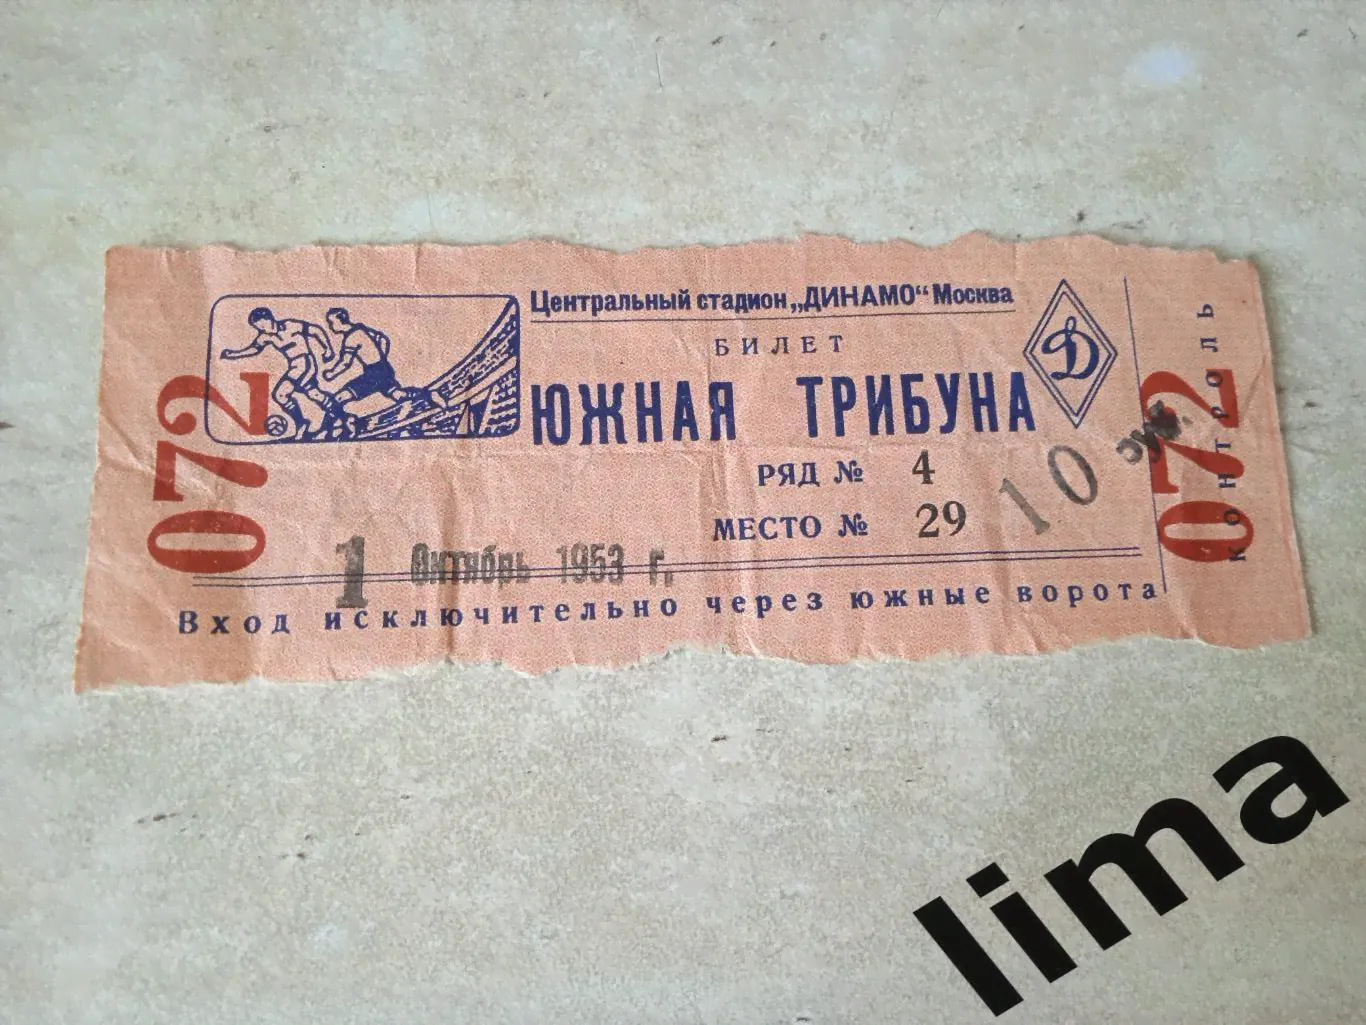 072
Центральный стадион „ДИНАМО“ Москва
БИЛЕТ
ЮЖНАЯ ТРИБУНА
Д
РЯД № 4
МЕСТО № 29
10 руб.
1 Октябрь 1953 г.
Вход исключительно через южные ворота
072
контроль
lima